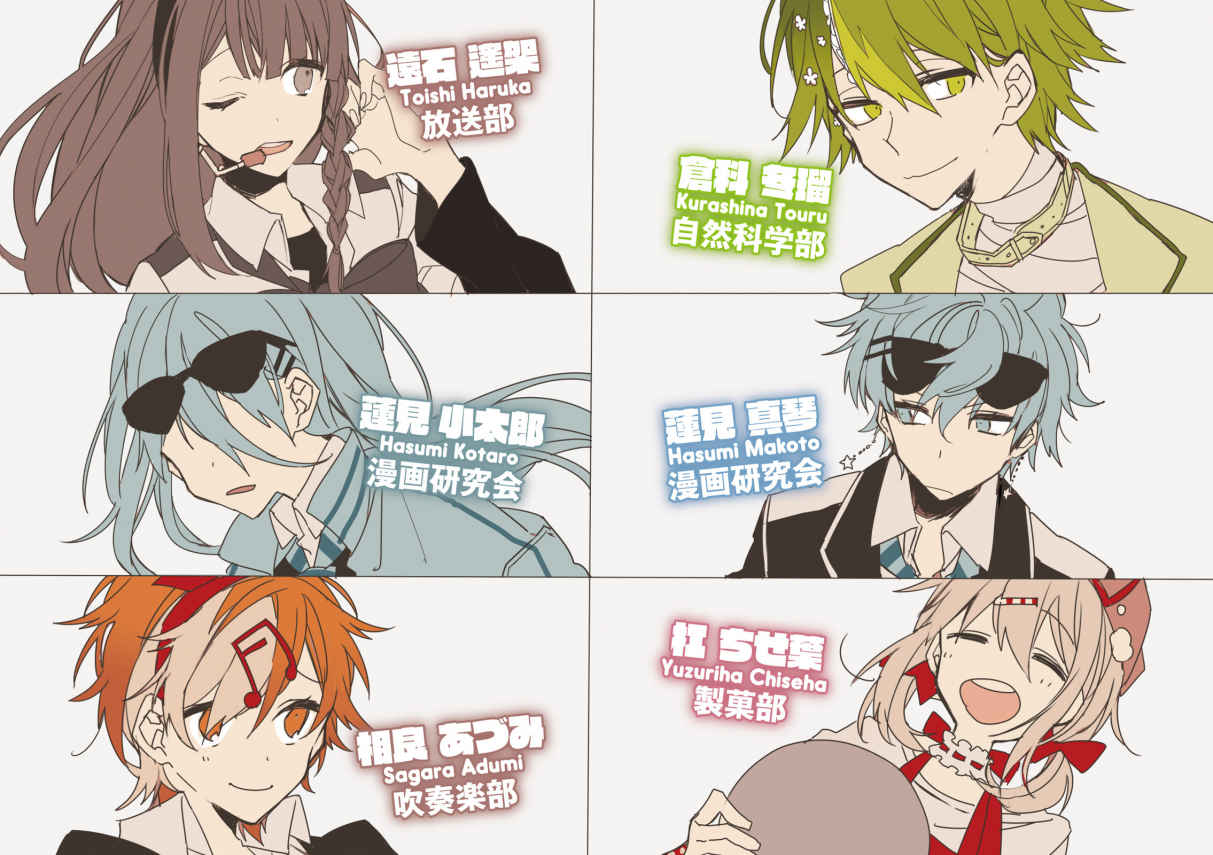 遠石 遥架
Toishi Haruka
放送部
倉科 冬瑠
Kurashina Touru
自然科学部
蓮見 小太郎
Hasumi Kotaro
漫画研究会
蓮見 真琴
Hasumi Makoto
漫画研究会
相良 あづみ
Sagara Adumi
吹奏楽部
杠 ちせ葉
Yuzuriha Chiseha
製菓部